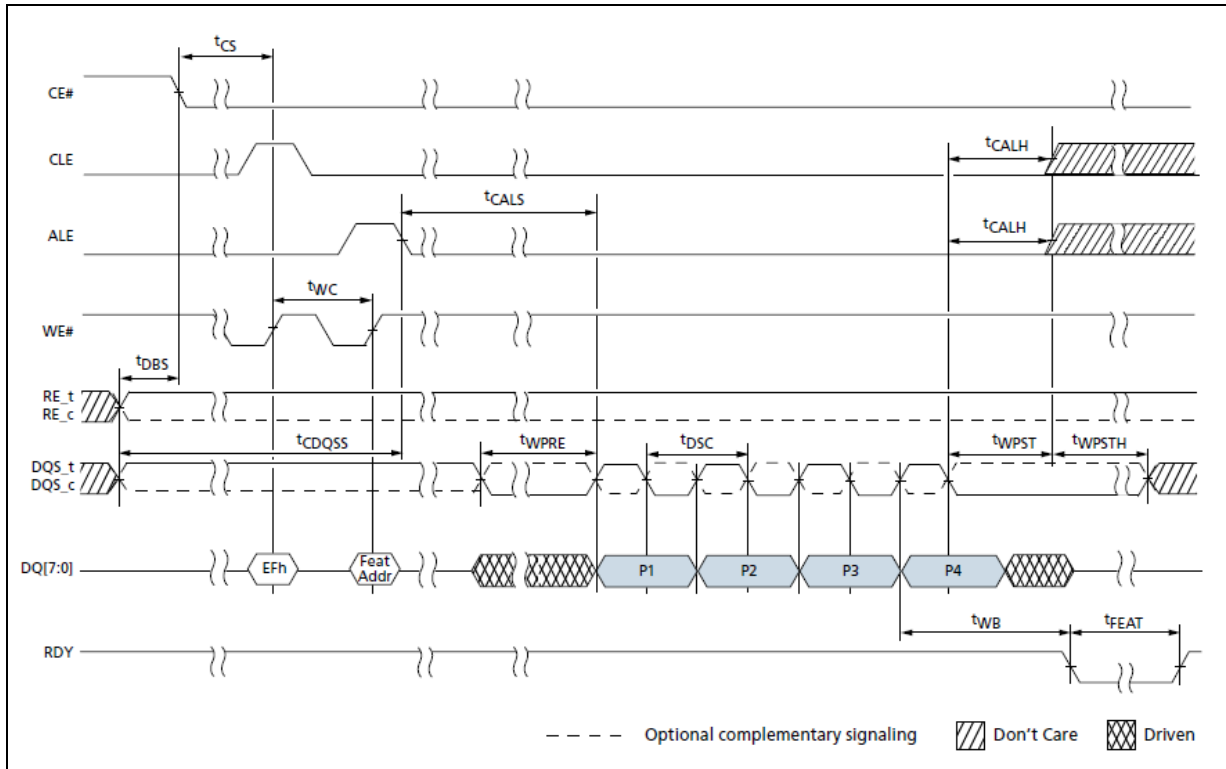 tCS
CE#
CLE
tCALH
tCALS
ALE
tCALH
tWC
WE#
tDBS
RE_t
RE_c
tCDQSS
tWPRE
tDSC
tWPST
tWPSTH
DQS_t
DQS_c
DQ[7:0]
EFh
Feat
Addr
P1
P2
P3
P4
tWB
tFEAT
RDY
Optional complementary signaling
Don't Care
Driven